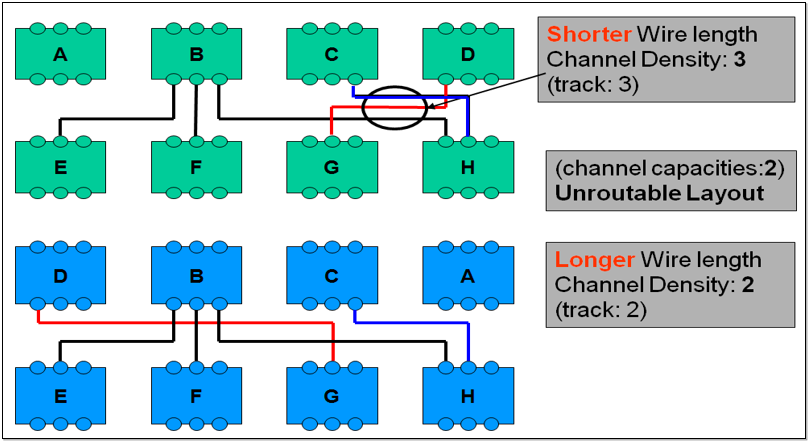 A B C D
Shorter Wire length
Channel Density: 3
(track: 3)
E F G H
(channel capacities:2)
Unroutable Layout
D B C A
Longer Wire length
Channel Density: 2
(track: 2)
E F G H